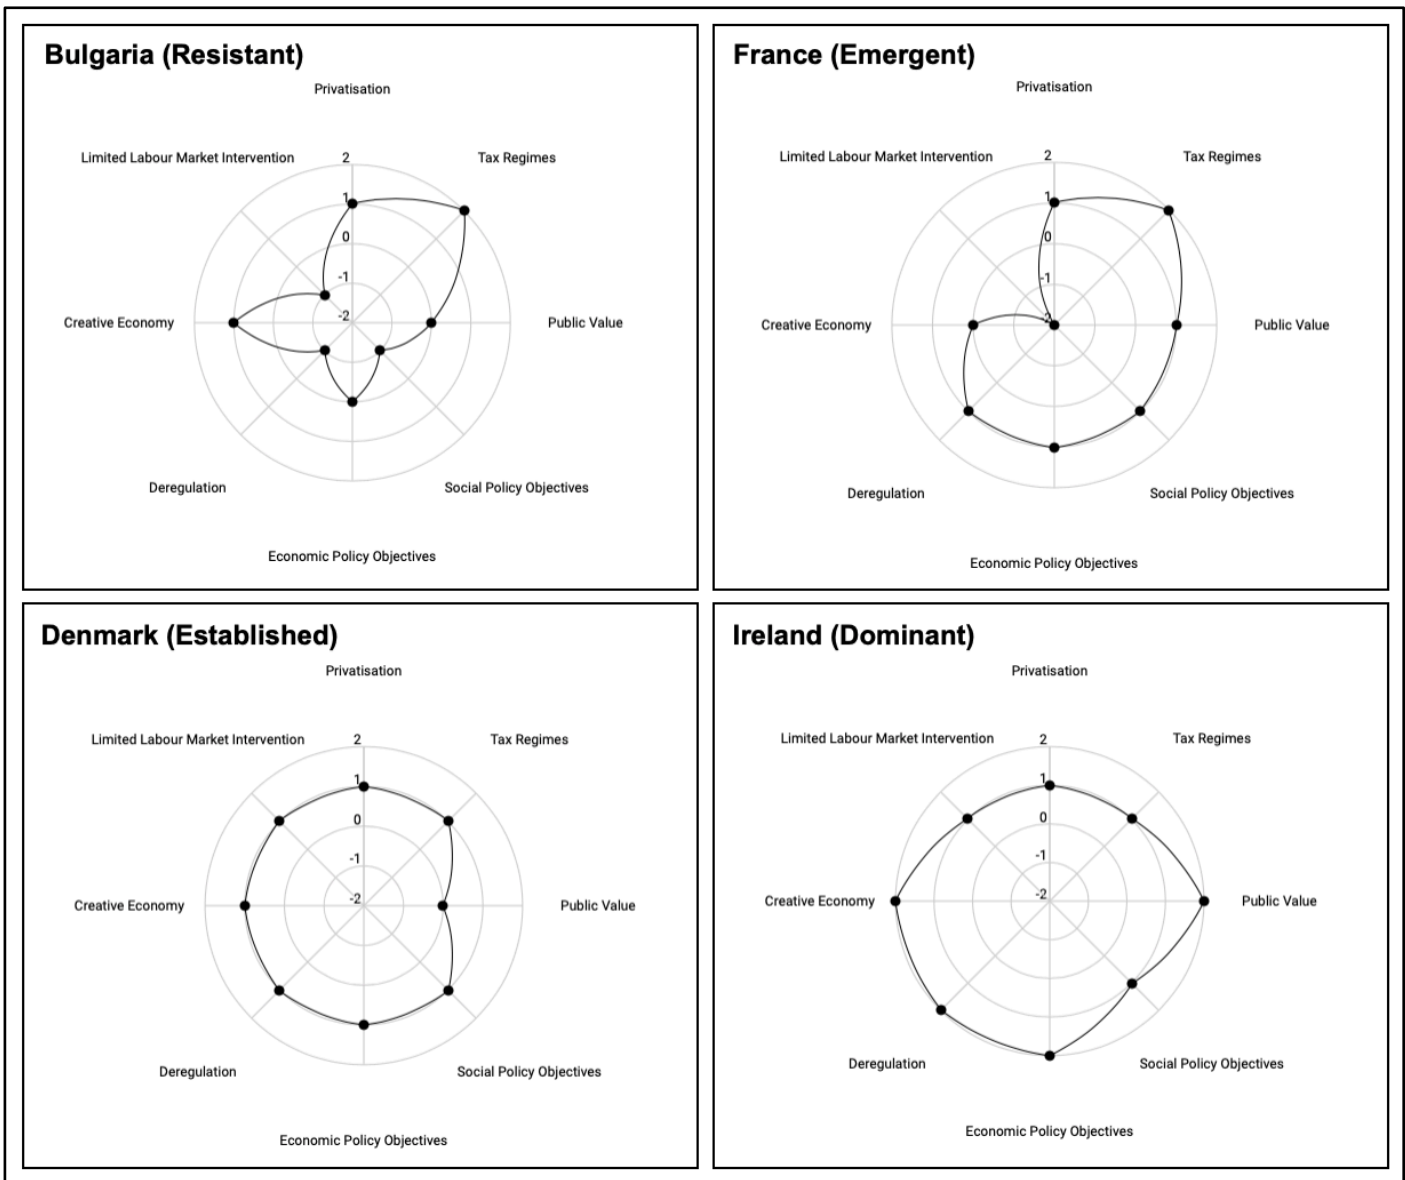 Bulgaria (Resistant)
Privatisation
Limited Labour Market Intervention
2
Tax Regimes
1
0
-1
-2
Creative Economy
Public Value
Deregulation
Social Policy Objectives
Economic Policy Objectives
France (Emergent)
Privatisation
Limited Labour Market Intervention
2
Tax Regimes
1
0
-1
-2
Creative Economy
Public Value
Deregulation
Social Policy Objectives
Economic Policy Objectives
Denmark (Established)
Privatisation
Limited Labour Market Intervention
2
Tax Regimes
1
0
-1
-2
Creative Economy
Public Value
Deregulation
Social Policy Objectives
Economic Policy Objectives
Ireland (Dominant)
Privatisation
Limited Labour Market Intervention
2
Tax Regimes
1
0
-1
-2
Creative Economy
Public Value
Deregulation
Social Policy Objectives
Economic Policy Objectives